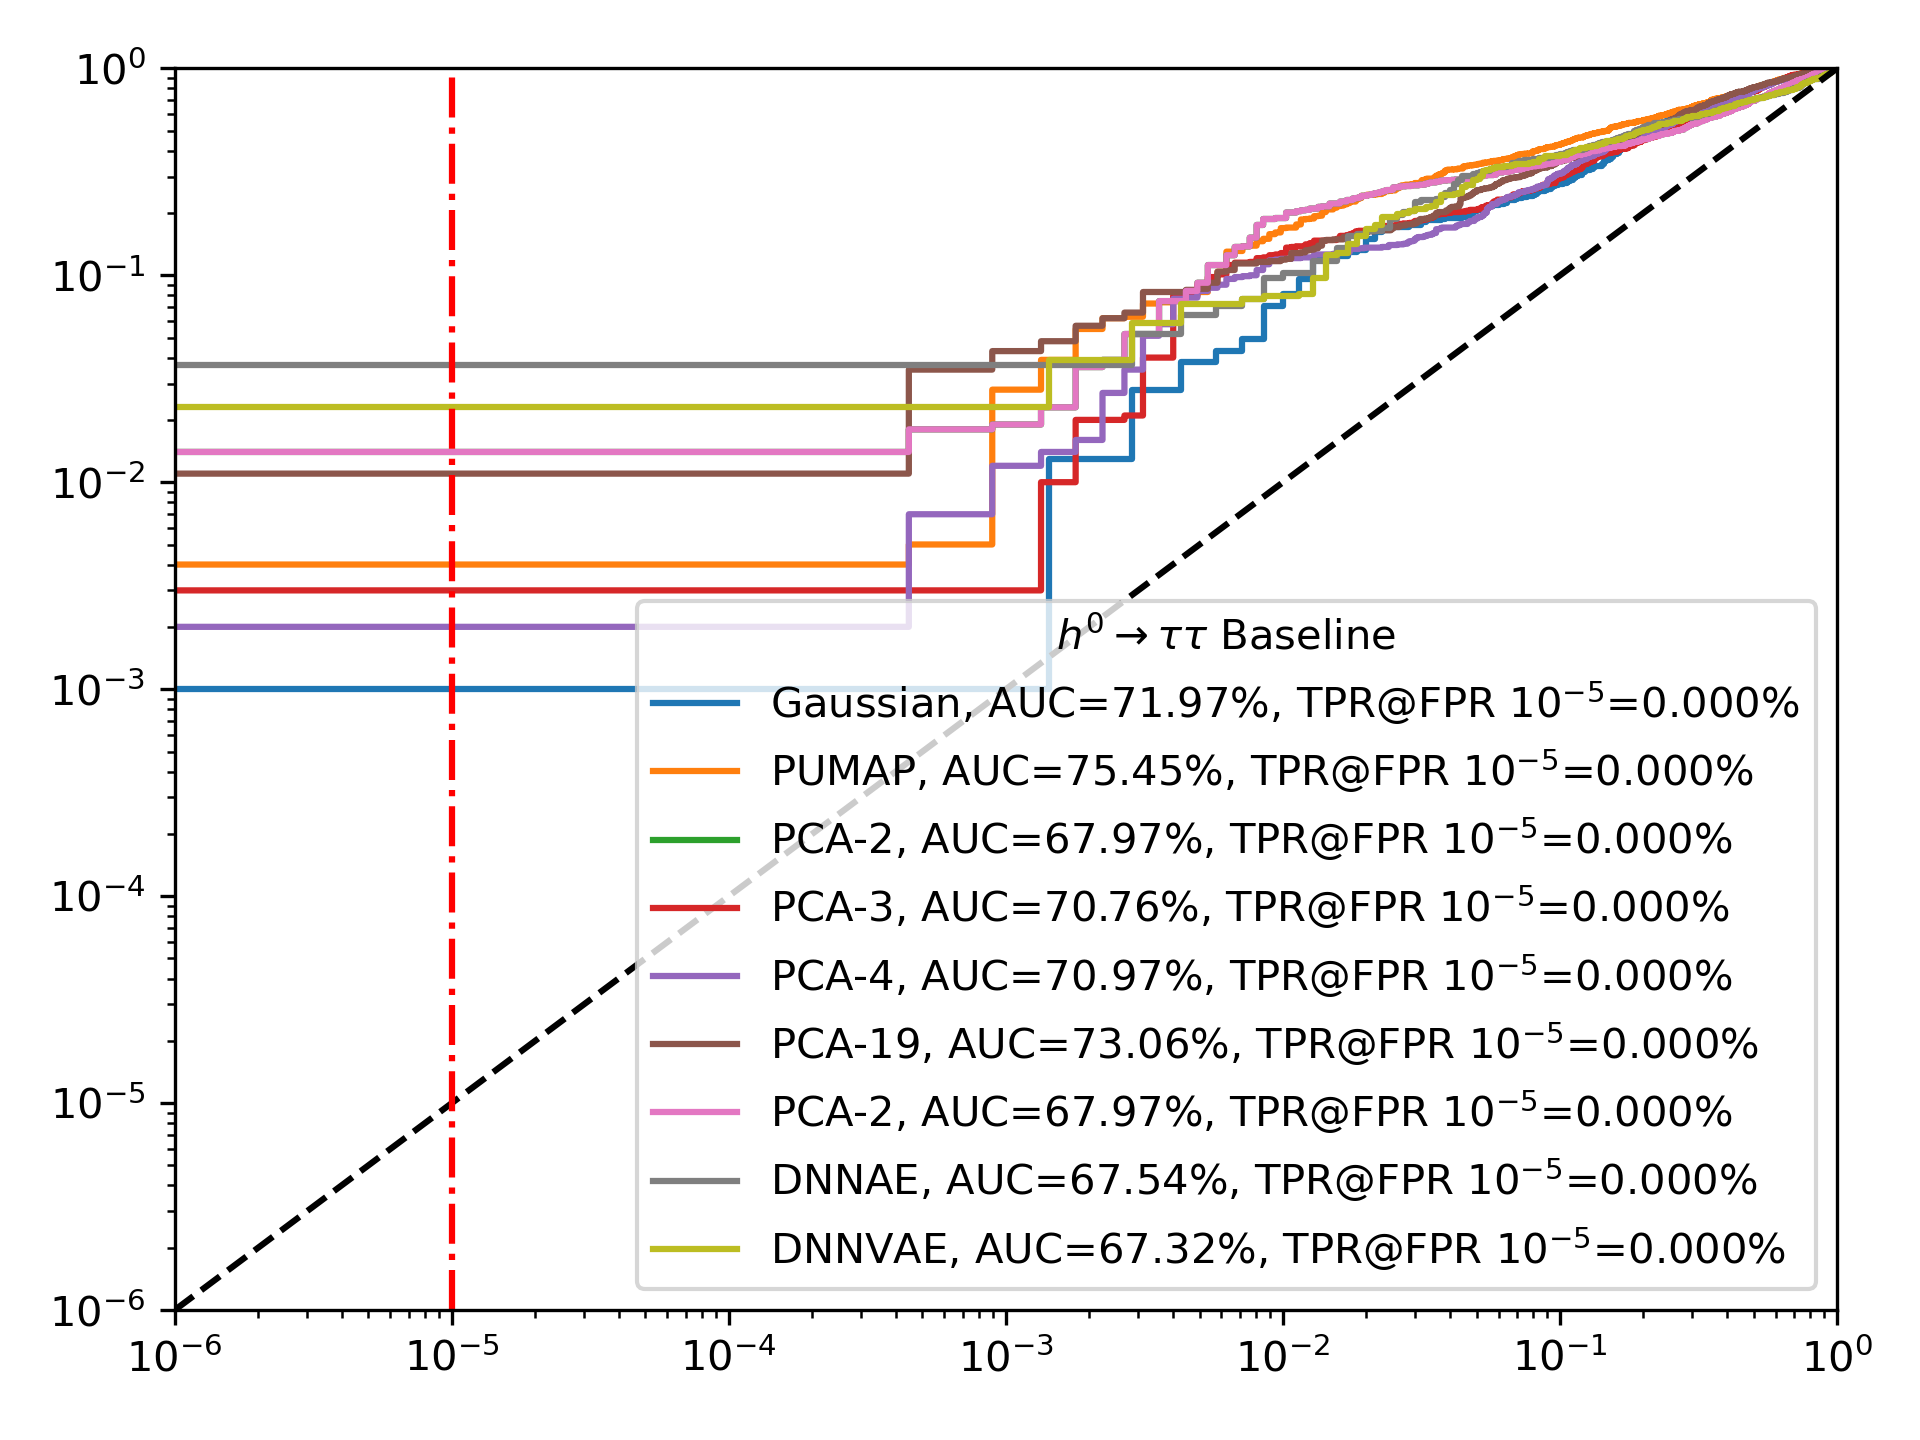 10⁰
10⁻¹
10⁻²
10⁻³
10⁻⁴
10⁻⁵
10⁻⁶
h⁰ → ττ Baseline
Gaussian, AUC=71.97%, TPR@FPR 10⁻⁵=0.000%
PUMAP, AUC=75.45%, TPR@FPR 10⁻⁵=0.000%
PCA-2, AUC=67.97%, TPR@FPR 10⁻⁵=0.000%
PCA-3, AUC=70.76%, TPR@FPR 10⁻⁵=0.000%
PCA-4, AUC=70.97%, TPR@FPR 10⁻⁵=0.000%
PCA-19, AUC=73.06%, TPR@FPR 10⁻⁵=0.000%
PCA-2, AUC=67.97%, TPR@FPR 10⁻⁵=0.000%
DNNAE, AUC=67.54%, TPR@FPR 10⁻⁵=0.000%
DNNVAE, AUC=67.32%, TPR@FPR 10⁻⁵=0.000%
10⁻⁶ 10⁻⁵ 10⁻⁴ 10⁻³ 10⁻² 10⁻¹ 10⁰